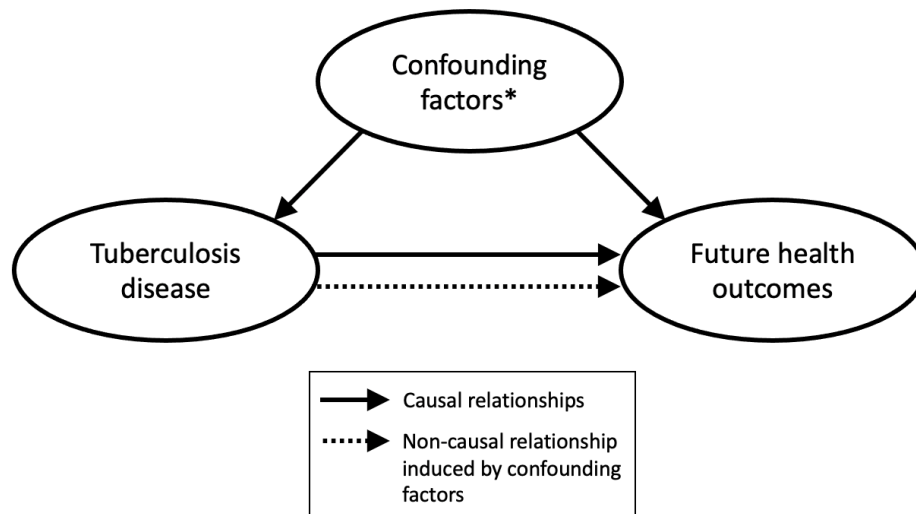 Confounding
factors*
Tuberculosis
disease
Future health
outcomes
Causal relationships
Non-causal relationship
induced by confounding
factors